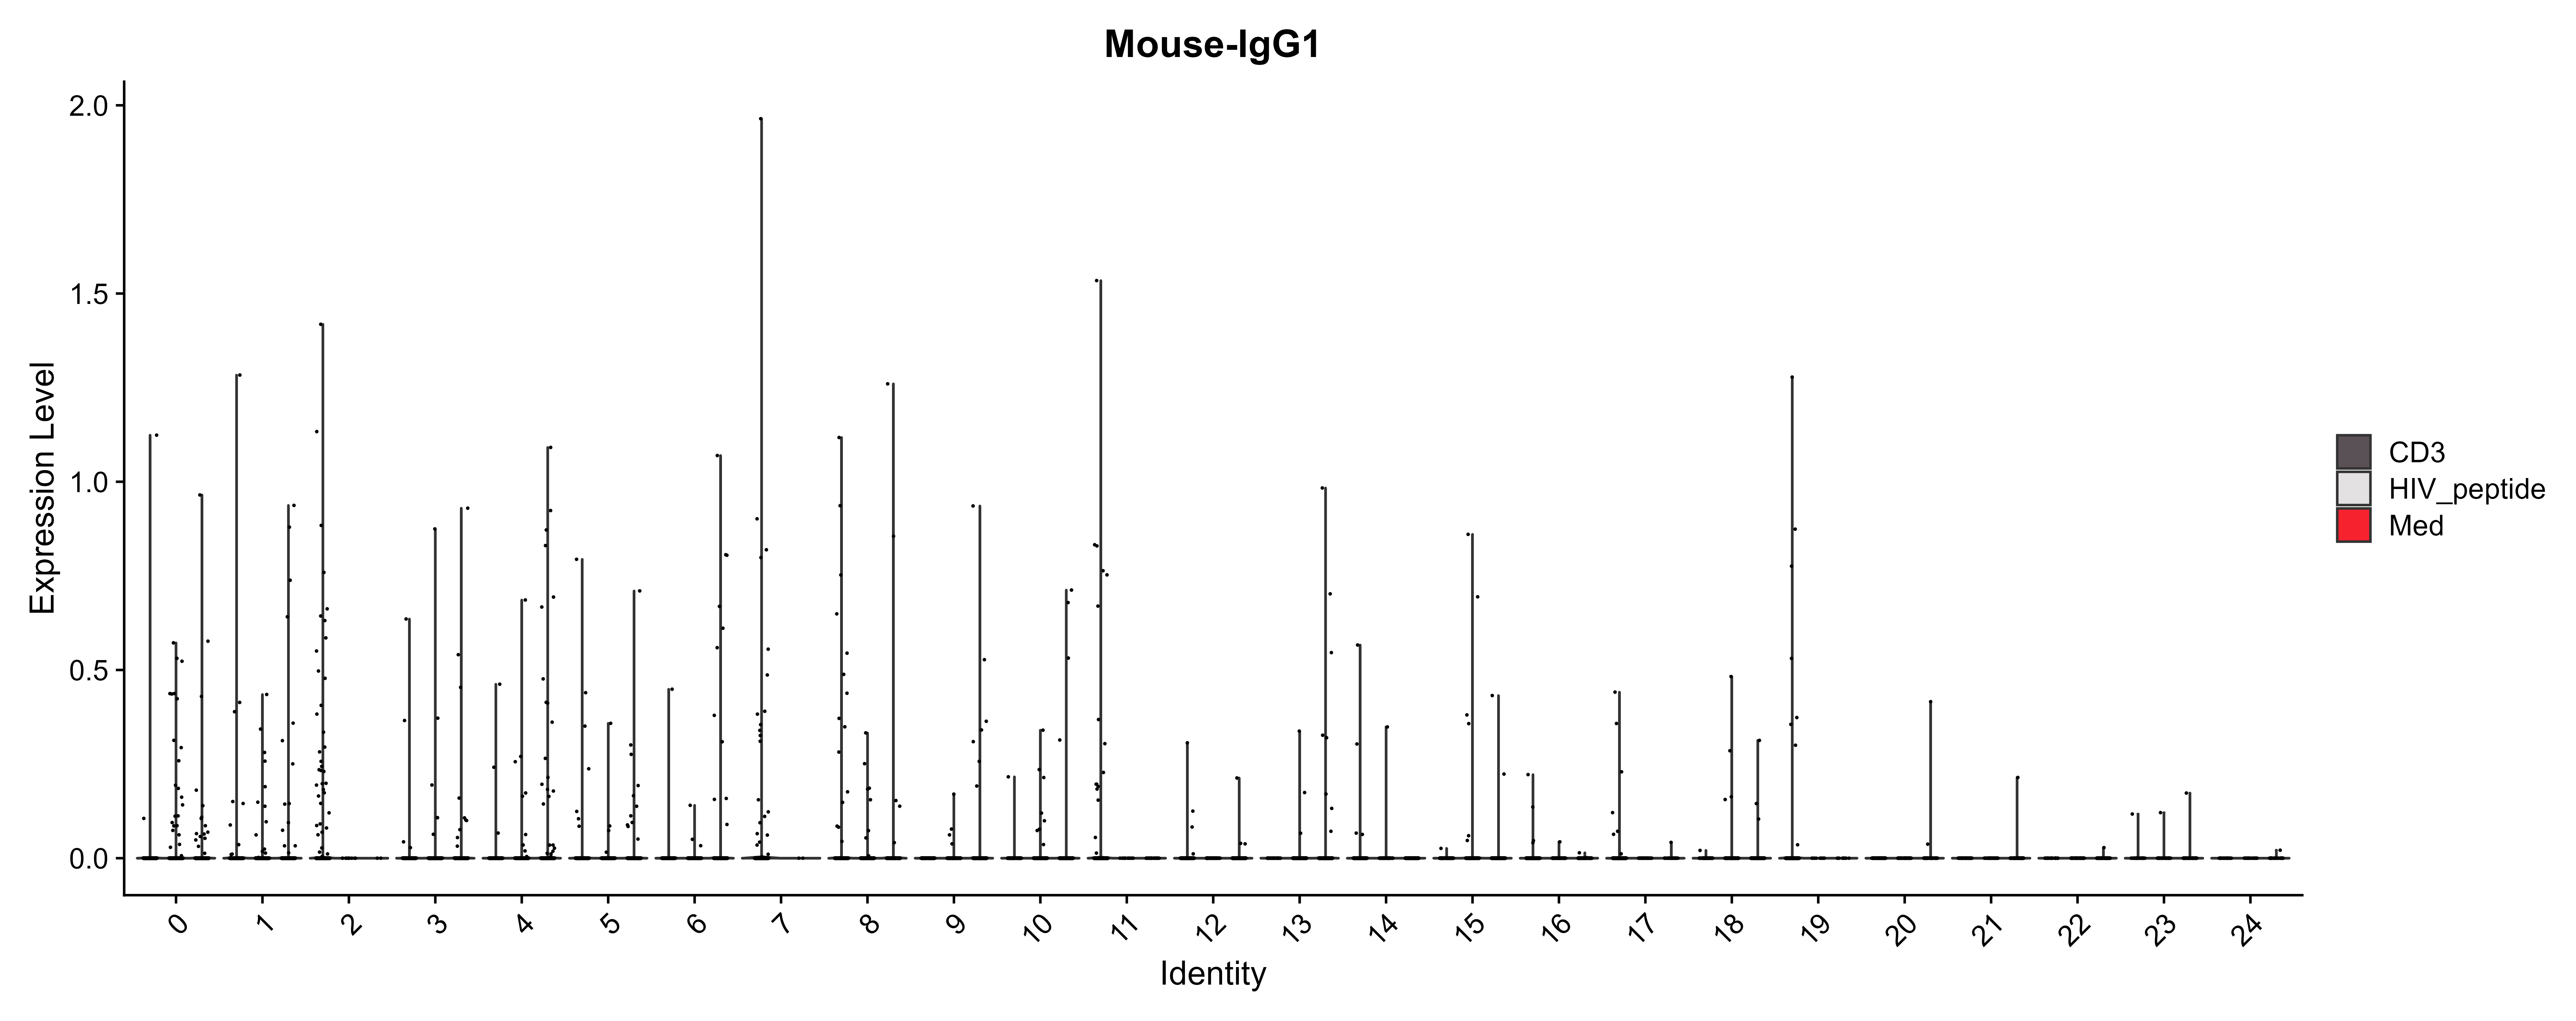 Mouse-IgG1
2.0
1.5
1.0
0.5
0.0
Expression Level
0 1 2 3 4 5 6 7 8 9 10 11 12 13 14 15 16 17 18 19 20 21 22 23 24
Identity
CD3
HIV_peptide
Med